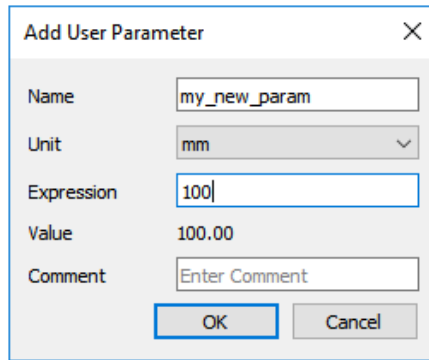 Add User Parameter
Name my_new_param
Unit mm
Expression 100
Value 100.00
Comment Enter Comment
OK Cancel